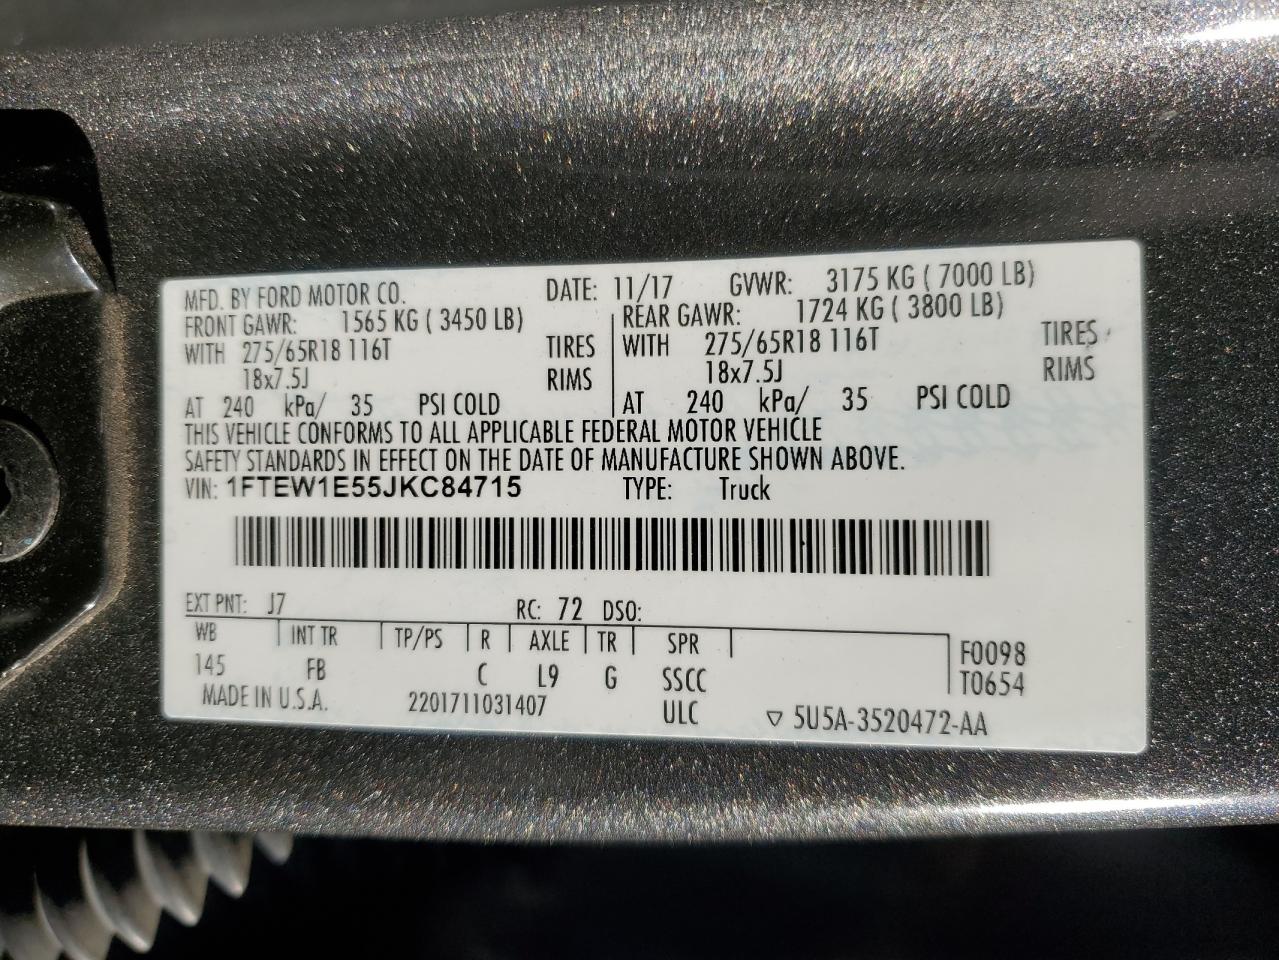 MFD. BY FORD MOTOR CO. DATE: 11/17 GVWR: 3175 KG ( 7000 LB)
FRONT GAWR: 1565 KG ( 3450 LB) REAR GAWR: 1724 KG ( 3800 LB)
WITH 275/65R18 116T TIRES WITH 275/65R18 116T TIRES
18x7.5J RIMS 18x7.5J RIMS
AT 240 kPa/ 35 PSI COLD AT 240 kPa/ 35 PSI COLD
THIS VEHICLE CONFORMS TO ALL APPLICABLE FEDERAL MOTOR VEHICLE
SAFETY STANDARDS IN EFFECT ON THE DATE OF MANUFACTURE SHOWN ABOVE.
VIN: 1FTEW1E55JKC84715 TYPE: Truck
EXT PNT: J7 RC: 72 DSO:
WB INT TR TP/PS R AXLE TR SPR F0098
145 FB C L9 G SSCC T0654
MADE IN U.S.A. 2201711031407 ULC ▽ 5U5A-3520472-AA